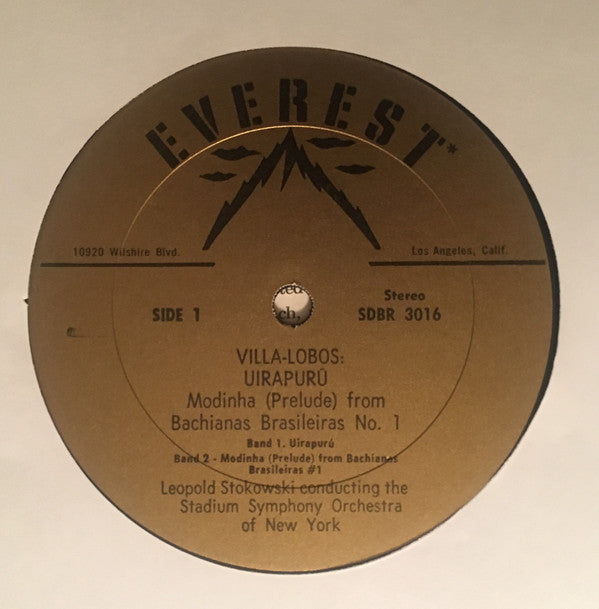 EVEREST*
10920 Wilshire Blvd.
Los Angeles, Calif.
SIDE 1
Stereo
SDBR 3016
ted
ch.
VILLA-LOBOS:
UIRAPURÚ
Modinha (Prelude) from
Bachianas Brasileiras No. 1
Band 1. Uirapurú
Band 2 - Modinha (Prelude) from Bachianas
Brasileiras #1
Leopold Stokowski conducting the
Stadium Symphony Orchestra
of New York